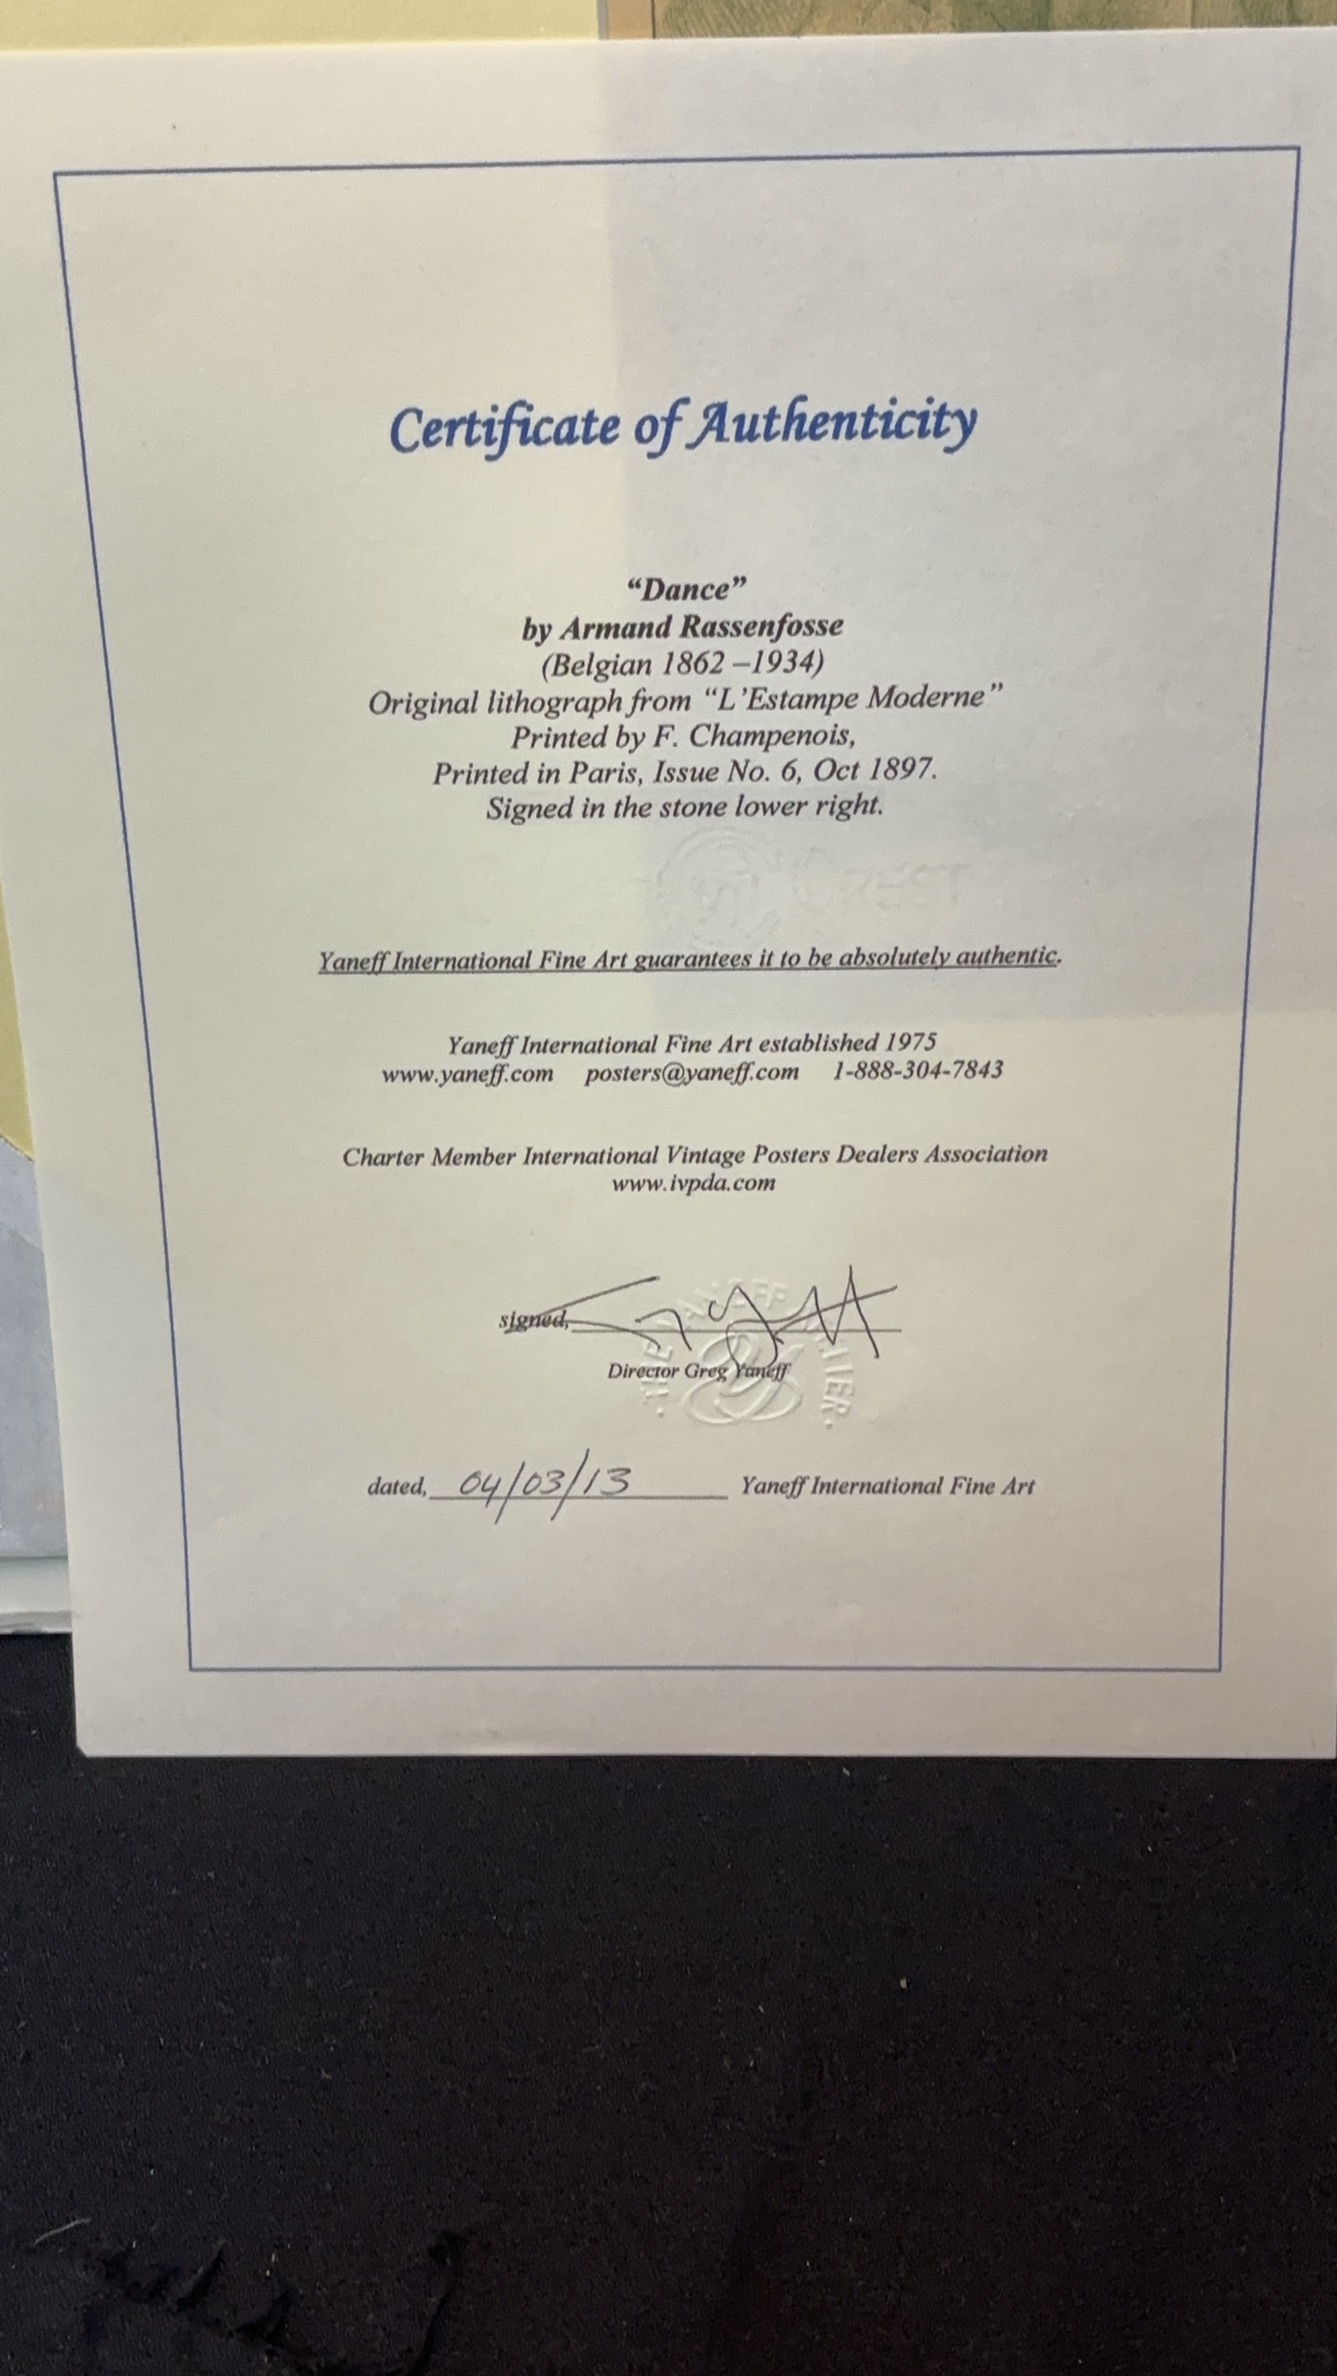 Certificate of Authenticity
“Dance”
by Armand Rassenfosse
(Belgian 1862 –1934)
Original lithograph from “L'Estampe Moderne”
Printed by F. Champenois,
Printed in Paris, Issue No. 6, Oct 1897.
Signed in the stone lower right.
Yaneff International Fine Art guarantees it to be absolutely authentic.
Yaneff International Fine Art established 1975
www.yaneff.com posters@yaneff.com 1-888-304-7843
Charter Member International Vintage Posters Dealers Association
www.ivpda.com
signed,
Director Greg Yaneff
dated, 04/03/13 Yaneff International Fine Art